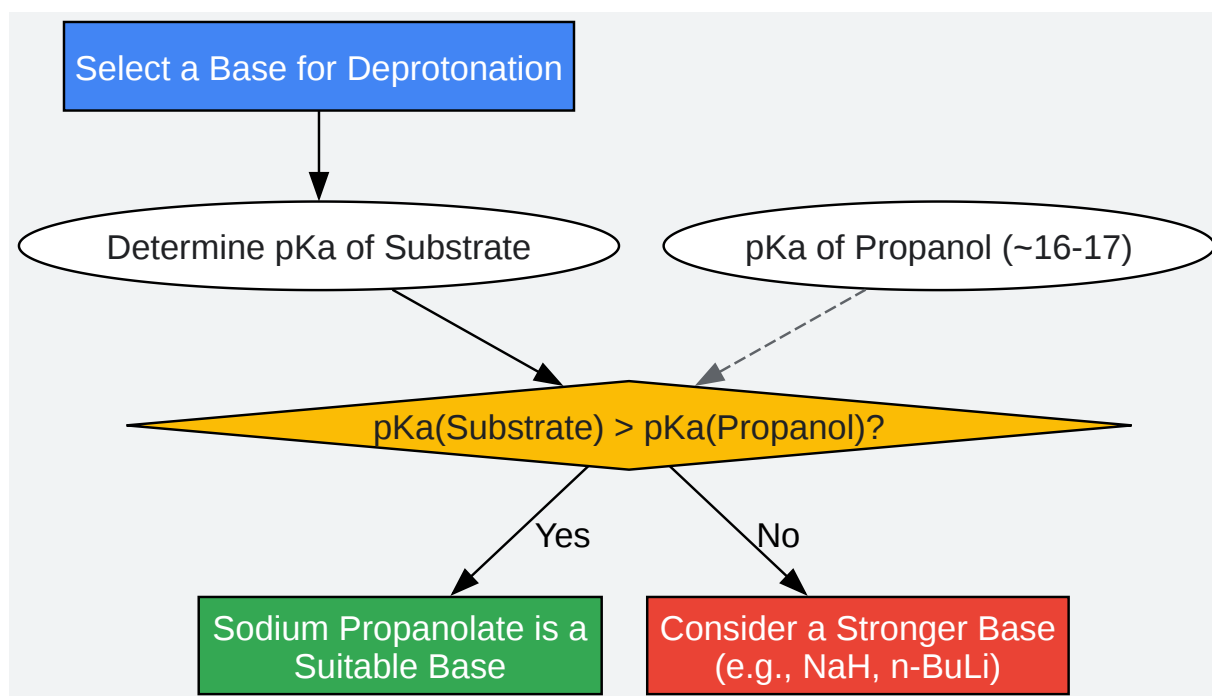 Select a Base for Deprotonation
Determine pKa of Substrate
pKa of Propanol (~16-17)
pKa(Substrate) > pKa(Propanol)?
Yes
No
Sodium Propanolate is a
Suitable Base
Consider a Stronger Base
(e.g., NaH, n-BuLi)